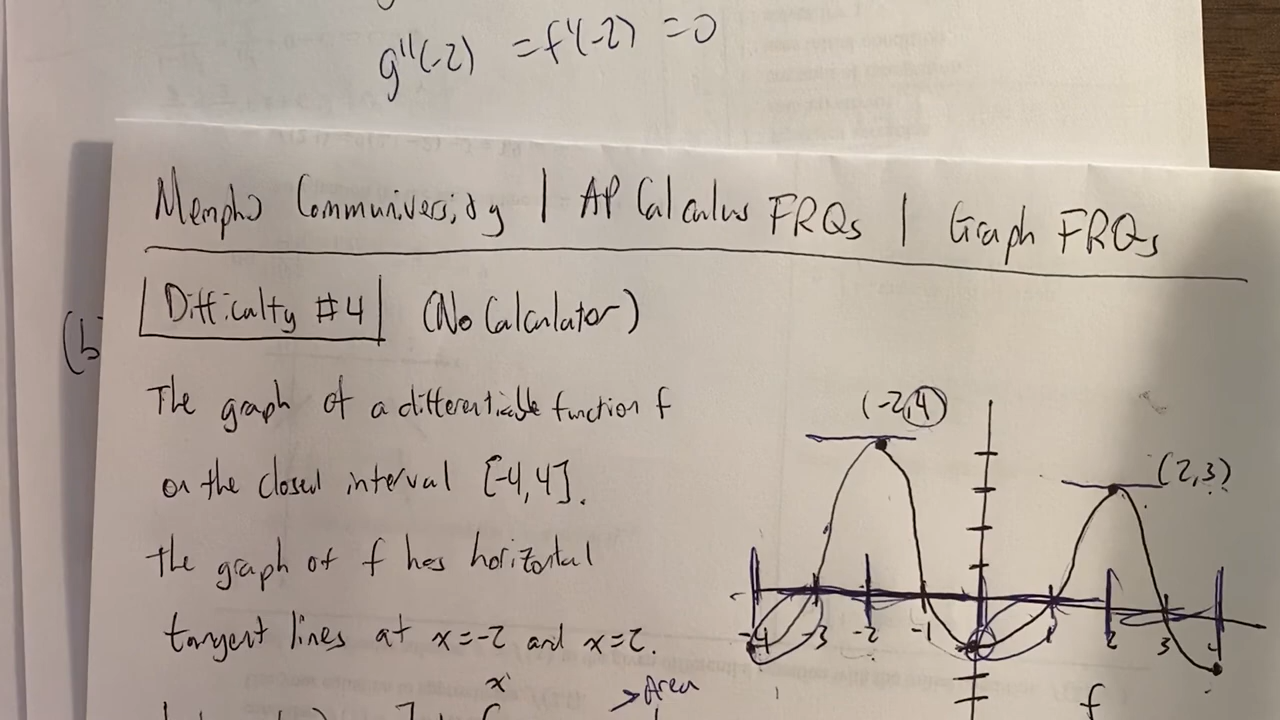 g''(-2) = f'(-2) = 0
Mempho Communiversity | AP Calculus FRQs | Graph FRQs
Difficulty #4 (No Calculator)
(b
The graph of a differentiable function f
on the closed interval [-4,4].
The graph of f has horizontal
tangent lines at x=-2 and x=2.
(-2,4)
(2,3)
-4 -3 -2 -1 1 2 3 4
f
x
→Area